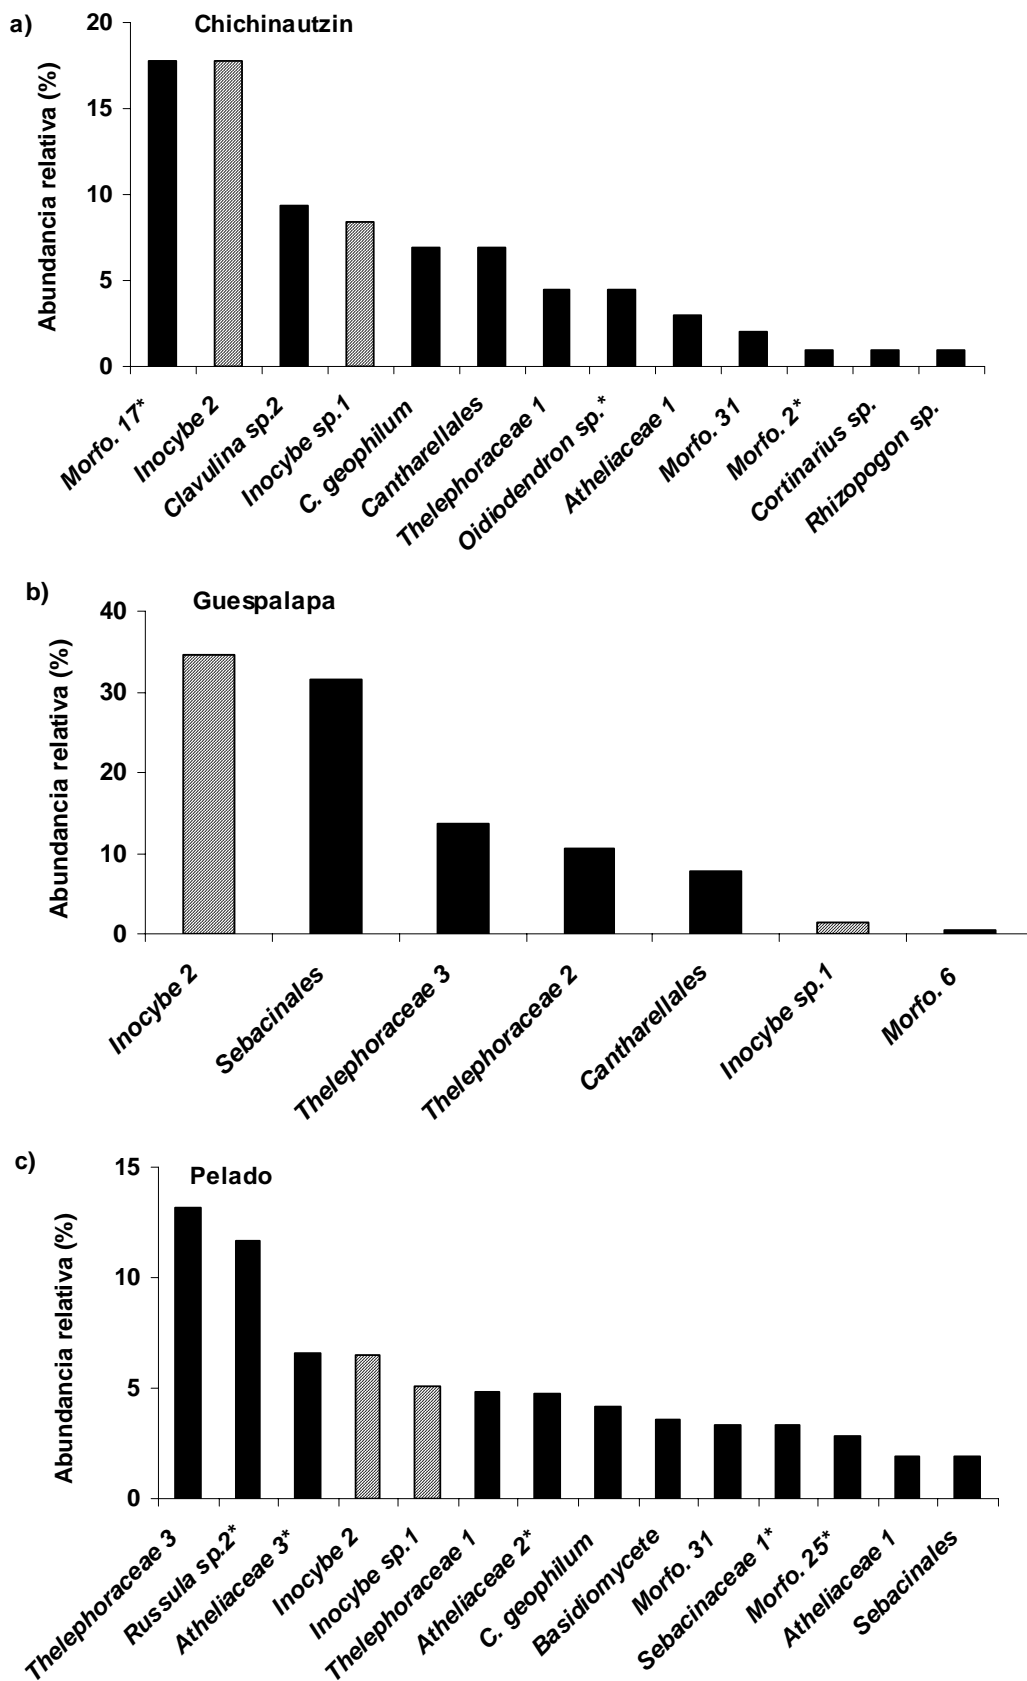 a)
Chichinautzin
Abundancia relativa (%)
20
15
10
5
0
Morfo. 17*
Inocybe 2
Clavulina sp.2
Inocybe sp.1
C. geophilum
Cantharellales
Thelephoraceae 1
Oidiodendron sp.*
Atheliaceae 1
Morfo. 31
Morfo. 2*
Cortinarius sp.
Rhizopogon sp.
b)
Guespalapa
Abundancia relativa (%)
40
30
20
10
0
Inocybe 2
Sebacinales
Thelephoraceae 3
Thelephoraceae 2
Cantharellales
Inocybe sp.1
Morfo. 6
c)
Pelado
Abundancia relativa (%)
15
10
5
0
Thelephoraceae 3
Russula sp.2*
Atheliaceae 3*
Inocybe 2
Inocybe sp.1
Thelephoraceae 1
Atheliaceae 2*
C. geophilum
Basidiomycete
Morfo. 31
Sebacinaceae 1*
Morfo. 25*
Atheliaceae 1
Sebacinales